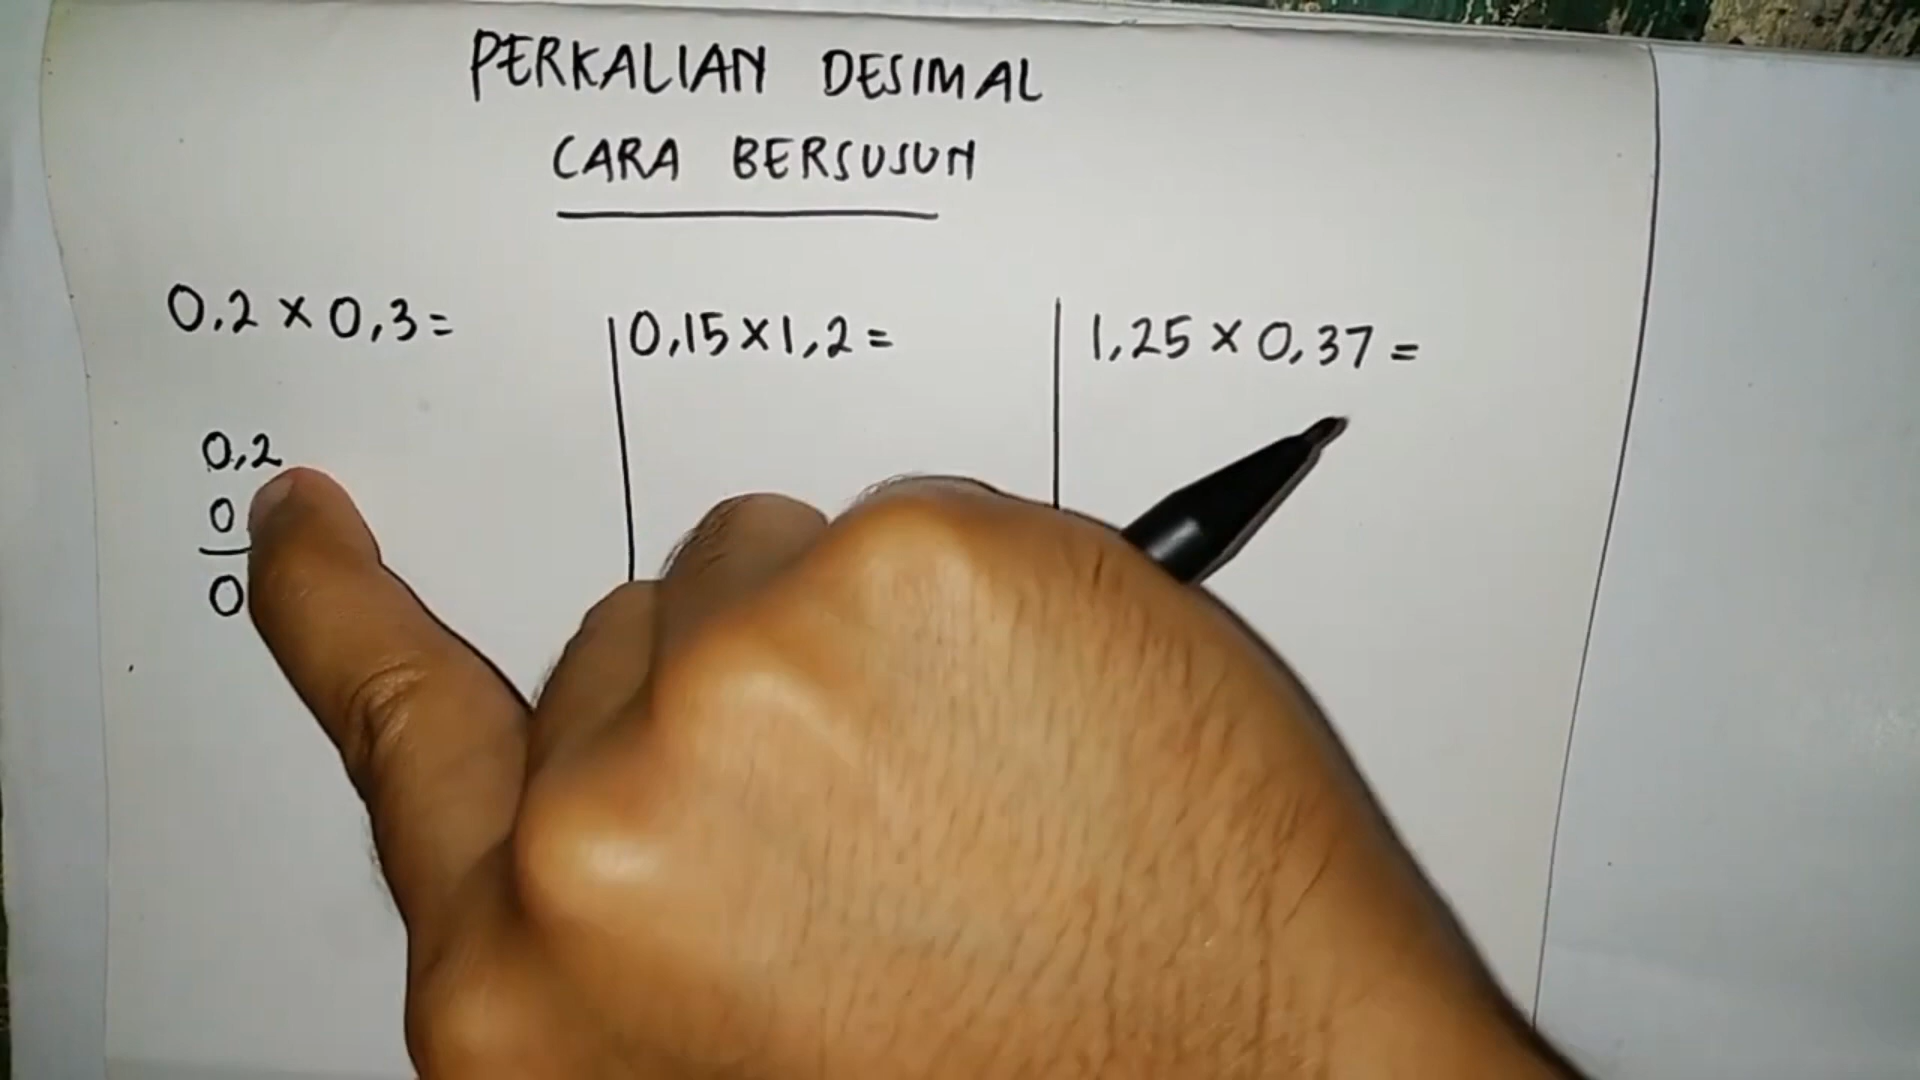 PERKALIAN DESIMAL
CARA BERSUSUN
0,2 × 0,3 =
0,15 × 1,2 =
1,25 × 0,37 =
0,2
0
0